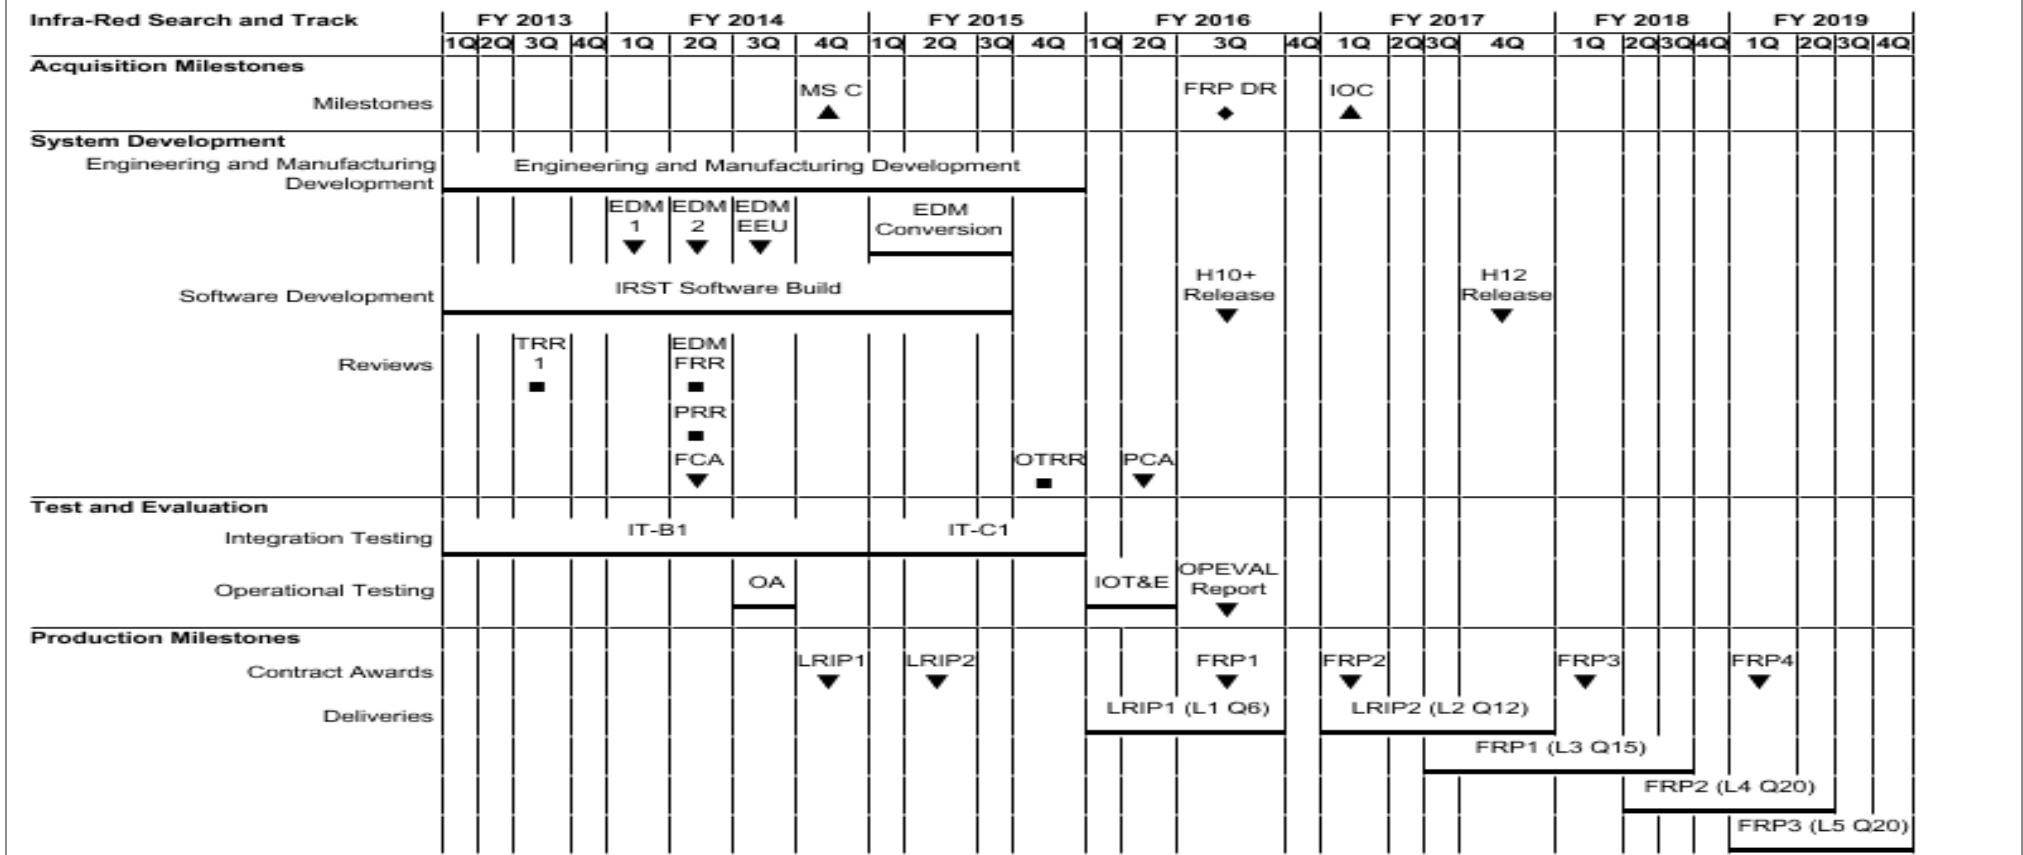 Infra-Red Search and Track FY 2013 FY 2014 FY 2015 FY 2016 FY 2017 FY 2018 FY 2019
1Q 2Q 3Q 4Q 1Q 2Q 3Q 4Q 1Q 2Q 3Q 4Q 1Q 2Q 3Q 4Q 1Q 2Q 3Q 4Q 1Q 2Q 3Q 4Q 1Q 2Q 3Q 4Q
Acquisition Milestones
Milestones MS C FRP DR IOC
System Development
Engineering and Manufacturing
Development
Engineering and Manufacturing Development
EDM
1
EDM
2
EDM
EEU
EDM
Conversion
Software Development IRST Software Build
H10+
Release
H12
Release
Reviews
TRR
1
EDM
FRR
PRR
FCA OTRR PCA
Test and Evaluation
Integration Testing IT-B1 IT-C1
Operational Testing OA IOT&E
OPEVAL
Report
Production Milestones
Contract Awards LRIP1 LRIP2 FRP1 FRP2 FRP3 FRP4
Deliveries LRIP1 (L1 Q6) LRIP2 (L2 Q12)
FRP1 (L3 Q15)
FRP2 (L4 Q20)
FRP3 (L5 Q20)